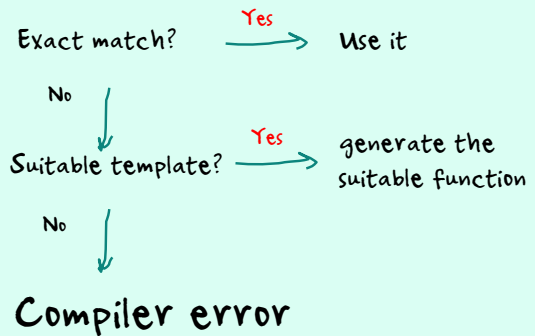 Yes
Exact match?
Use it
No
Yes
Suitable template?
generate the
suitable function
No
Compiler error